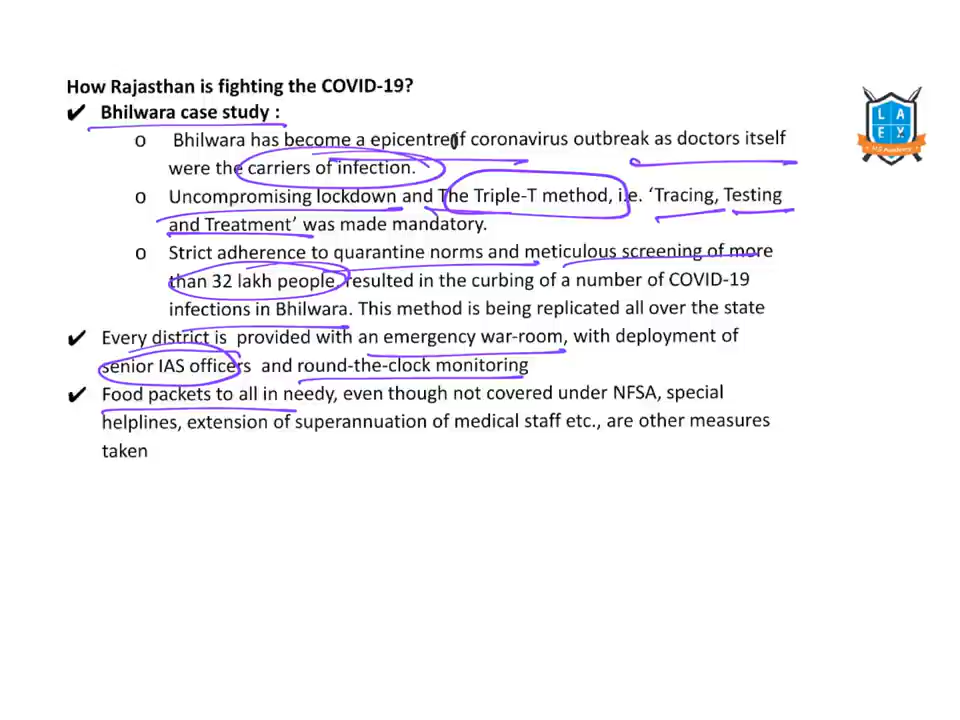 How Rajasthan is fighting the COVID-19?
✔ Bhilwara case study :
o Bhilwara has become a epicentre if coronavirus outbreak as doctors itself
were the carriers of infection.
o Uncompromising lockdown and The Triple-T method, i.e. ‘Tracing, Testing
and Treatment’ was made mandatory.
o Strict adherence to quarantine norms and meticulous screening of more
than 32 lakh people, resulted in the curbing of a number of COVID-19
infections in Bhilwara. This method is being replicated all over the state
✔ Every district is provided with an emergency war-room, with deployment of
senior IAS officers and round-the-clock monitoring
✔ Food packets to all in needy, even though not covered under NFSA, special
helplines, extension of superannuation of medical staff etc., are other measures
taken
L A
E X